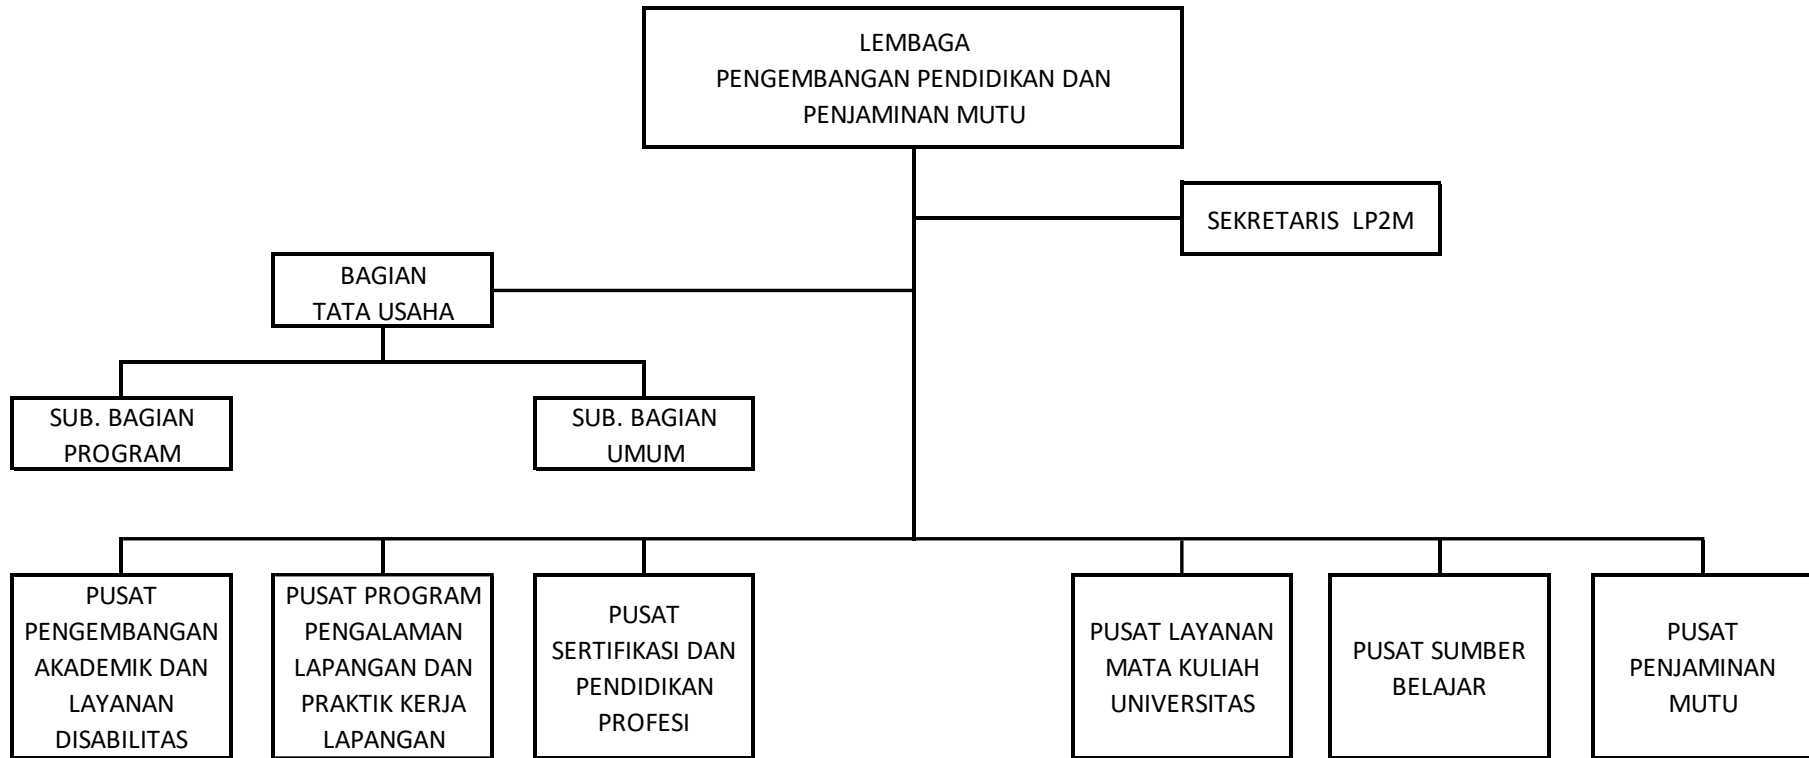 LEMBAGA
PENGEMBANGAN PENDIDIKAN DAN
PENJAMINAN MUTU
SEKRETARIS LP2M
BAGIAN
TATA USAHA
SUB. BAGIAN
PROGRAM
SUB. BAGIAN
UMUM
PUSAT
PENGEMBANGAN
AKADEMIK DAN
LAYANAN
DISABILITAS
PUSAT PROGRAM
PENGALAMAN
LAPANGAN DAN
PRAKTIK KERJA
LAPANGAN
PUSAT
SERTIFIKASI DAN
PENDIDIKAN
PROFESI
PUSAT LAYANAN
MATA KULIAH
UNIVERSITAS
PUSAT SUMBER
BELAJAR
PUSAT
PENJAMINAN
MUTU